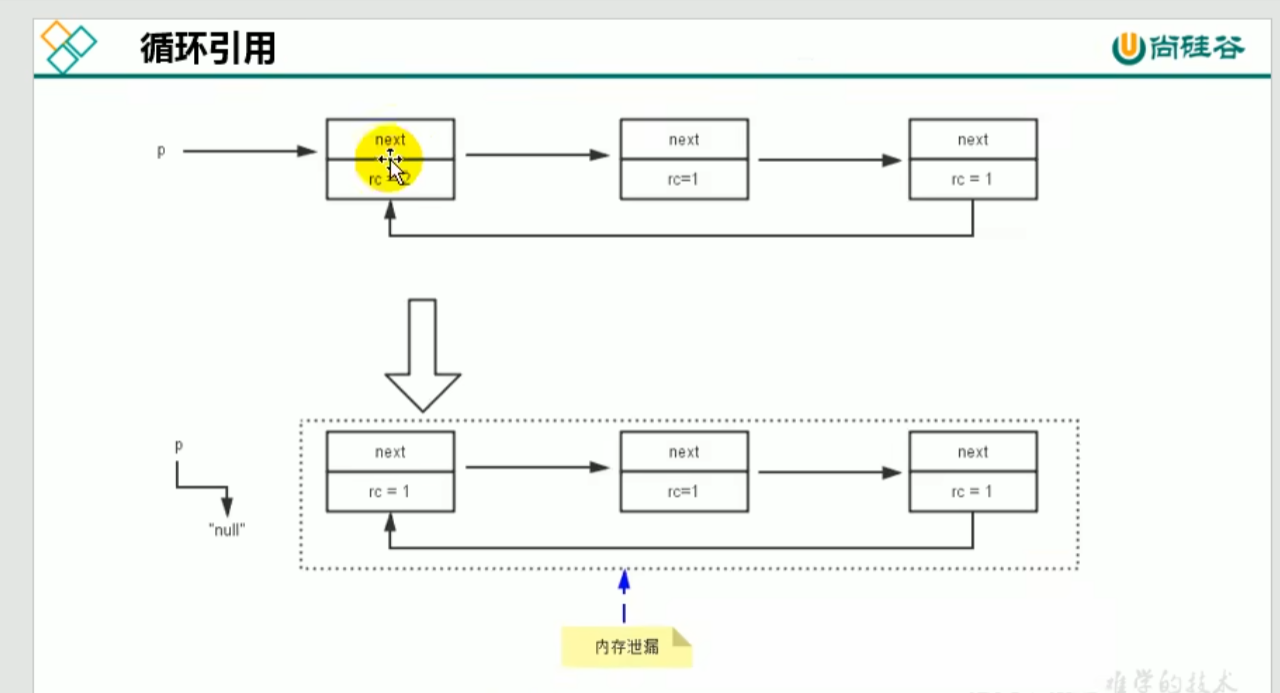 循环引用
尚硅谷
p
next
next
next
rc = 2
rc=1
rc = 1
p
"null"
next
next
next
rc = 1
rc=1
rc = 1
内存泄漏
难学的技术